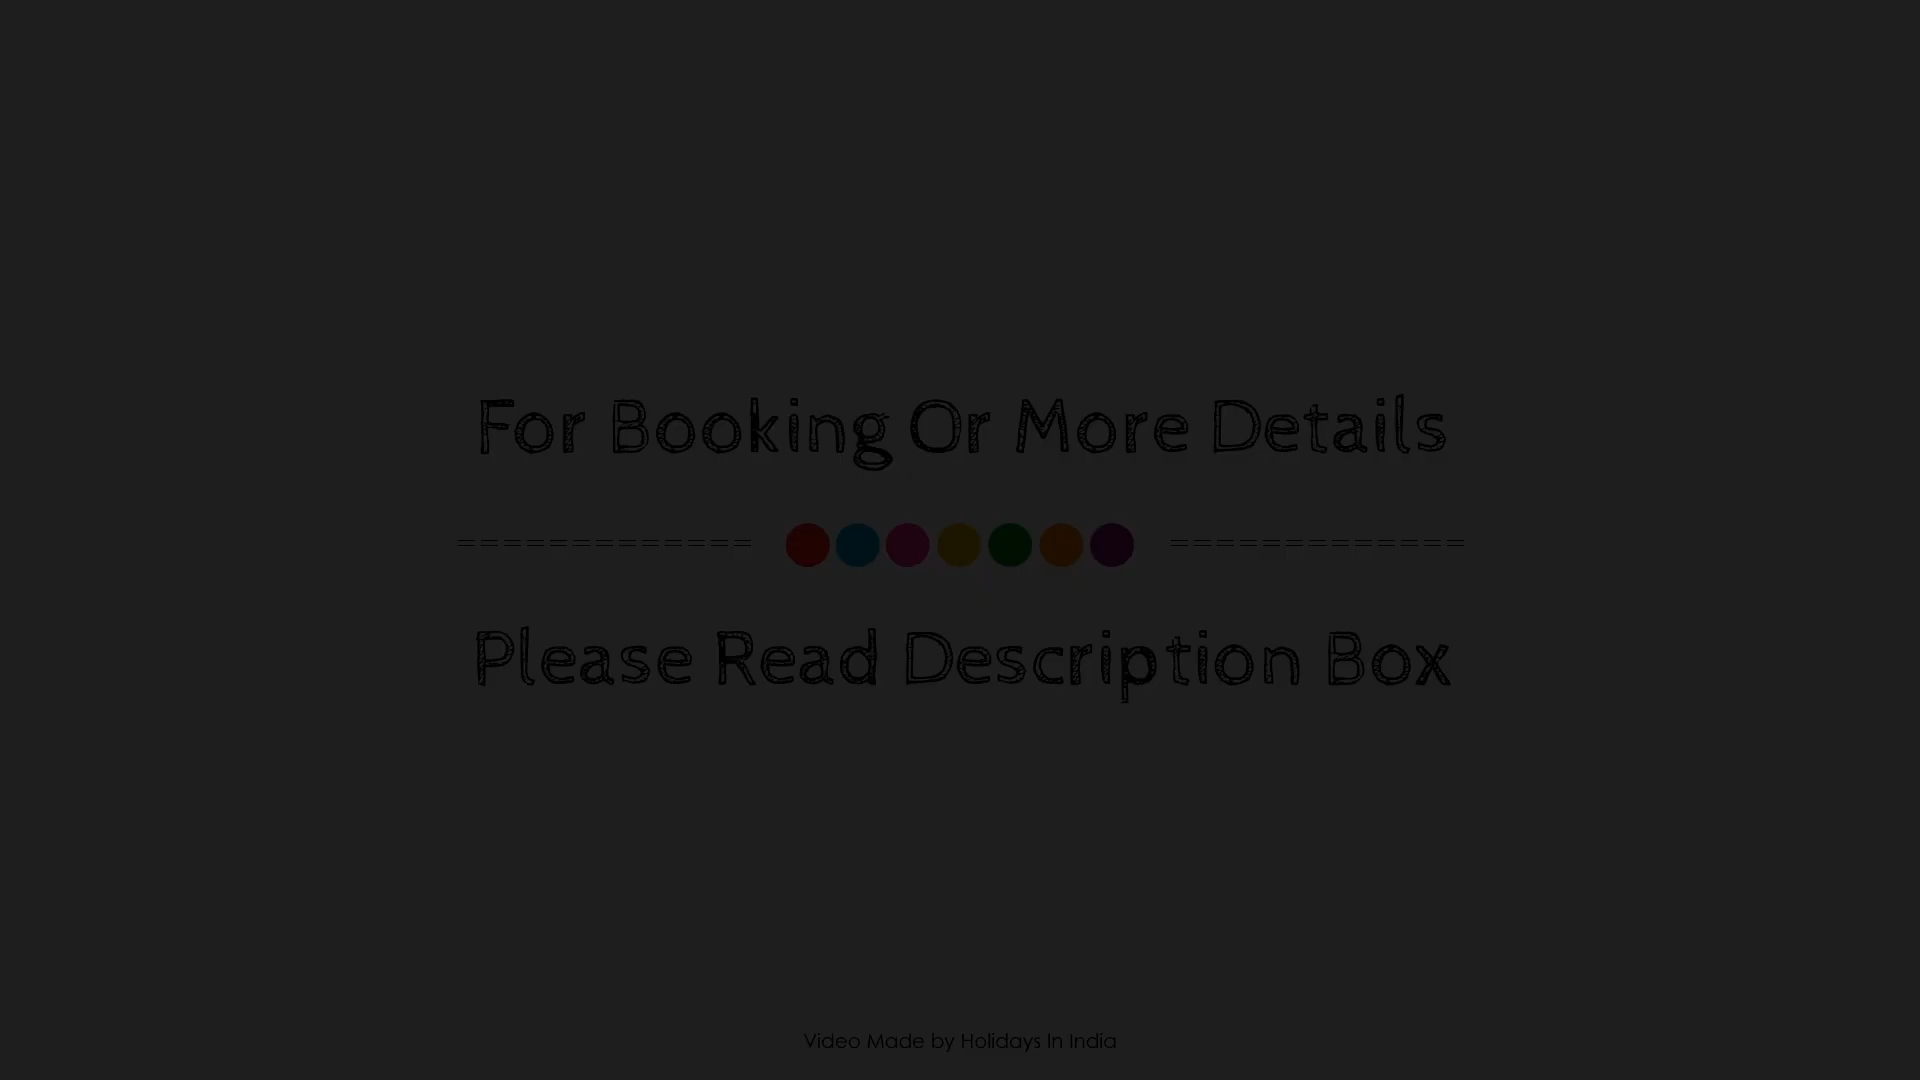 For Booking Or More Details
============= =============
Please Read Description Box
Video Made by Holidays In India